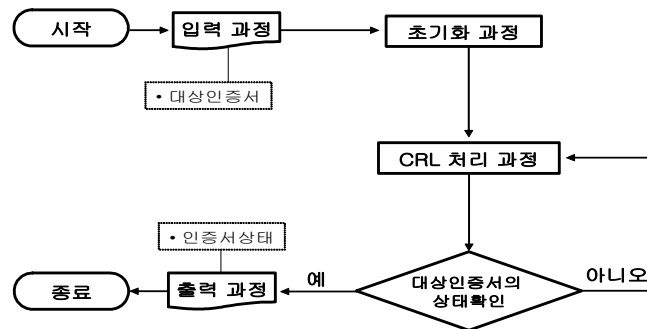 시작
입력 과정
초기화 과정
• 대상인증서
CRL 처리 과정
• 인증서상태
종료
출력 과정
예
대상인증서의
상태확인
아니오